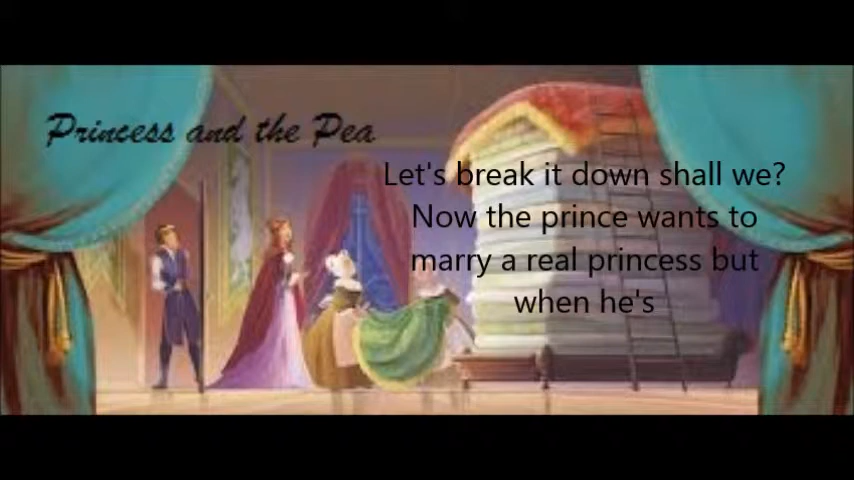 Princess and the Pea
Let's break it down shall we?
Now the prince wants to
marry a real princess but
when he's